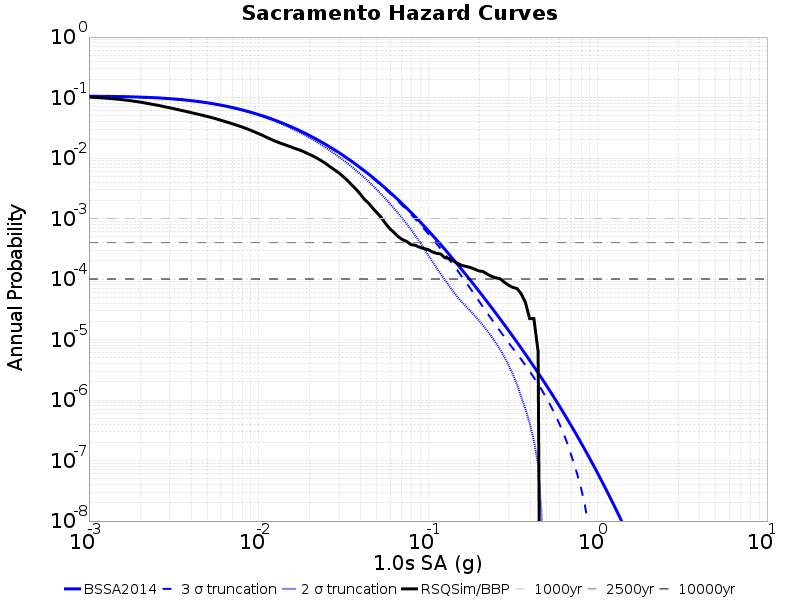 Sacramento Hazard Curves
Annual Probability
10^0
10^-1
10^-2
10^-3
10^-4
10^-5
10^-6
10^-7
10^-8
10^-3 10^-2 10^-1 10^0 10^1
1.0s SA (g)
BSSA2014 3 σ truncation 2 σ truncation RSQSim/BBP 1000yr 2500yr 10000yr